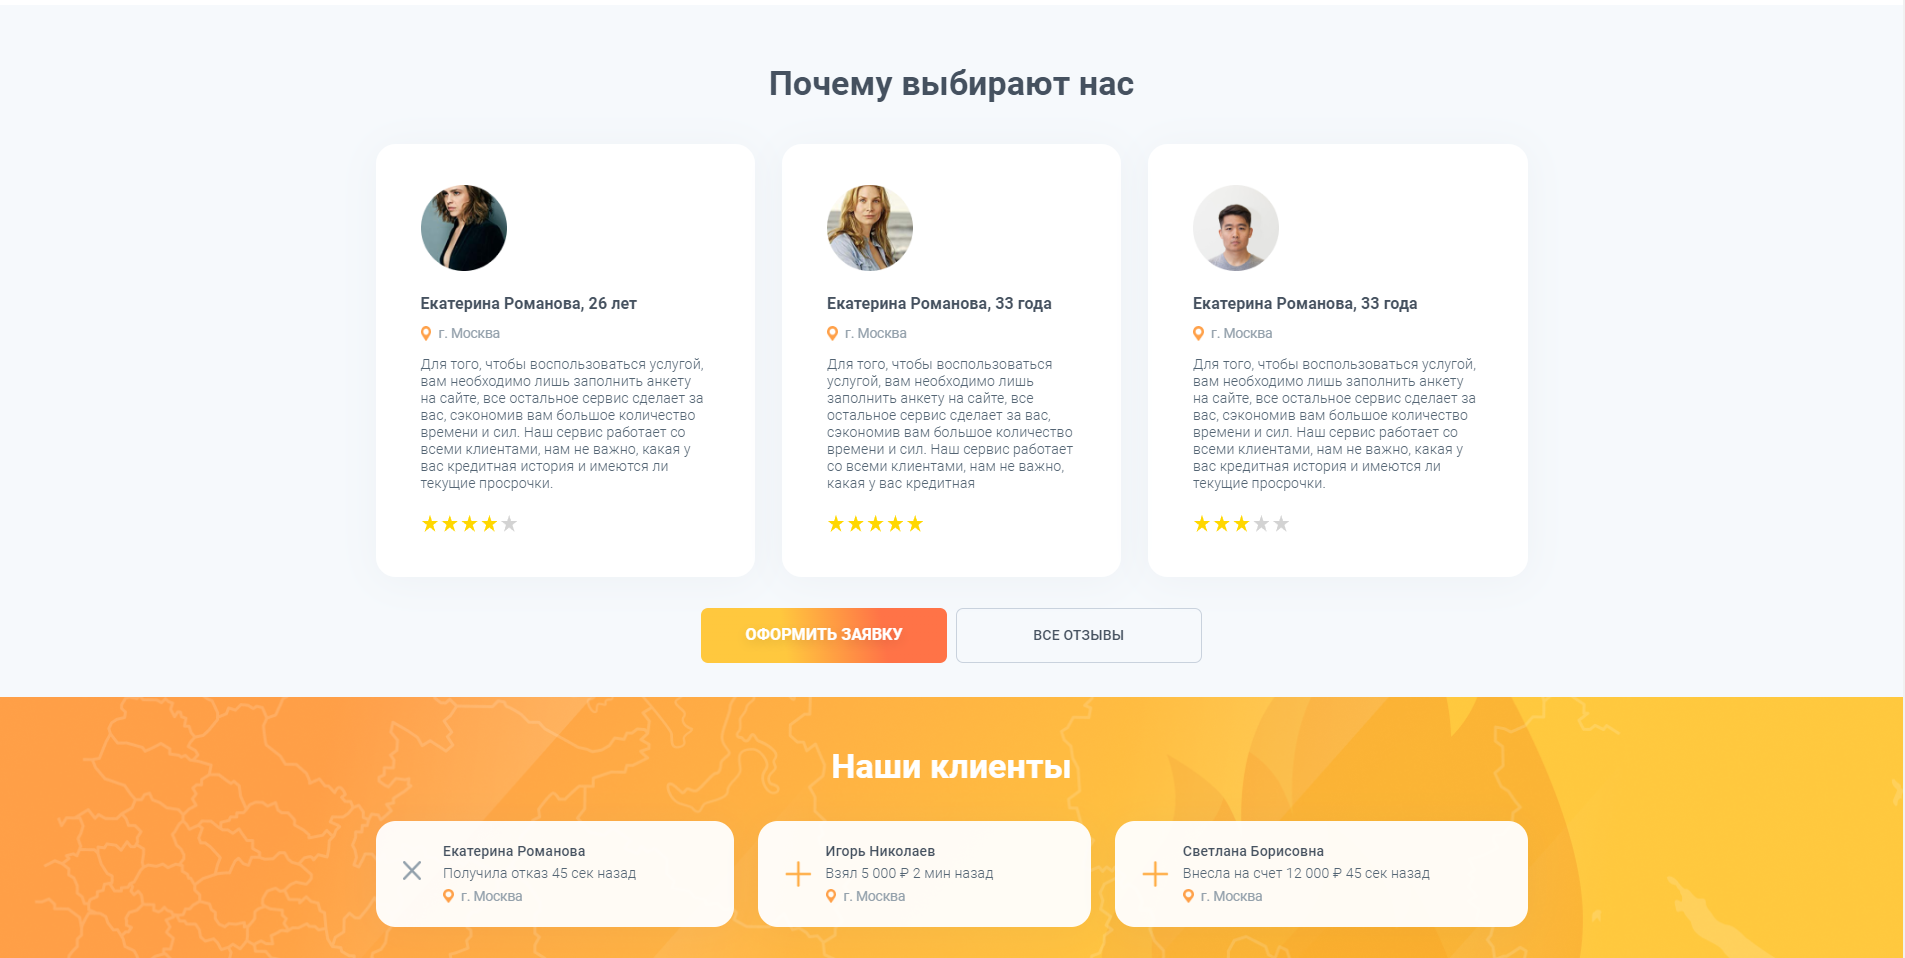 Почему выбирают нас
Екатерина Романова, 26 лет
г. Москва
Для того, чтобы воспользоваться услугой,
вам необходимо лишь заполнить анкету
на сайте, все остальное сервис сделает за
вас, сэкономив вам большое количество
времени и сил. Наш сервис работает со
всеми клиентами, нам не важно, какая у
вас кредитная история и имеются ли
текущие просрочки.
Екатерина Романова, 33 года
г. Москва
Для того, чтобы воспользоваться
услугой, вам необходимо лишь
заполнить анкету на сайте, все
остальное сервис сделает за вас,
сэкономив вам большое количество
времени и сил. Наш сервис работает
со всеми клиентами, нам не важно,
какая у вас кредитная
Екатерина Романова, 33 года
г. Москва
Для того, чтобы воспользоваться услугой,
вам необходимо лишь заполнить анкету
на сайте, все остальное сервис сделает за
вас, сэкономив вам большое количество
времени и сил. Наш сервис работает со
всеми клиентами, нам не важно, какая у
вас кредитная история и имеются ли
текущие просрочки.
ОФОРМИТЬ ЗАЯВКУ
ВСЕ ОТЗЫВЫ
Наши клиенты
Екатерина Романова
Получила отказ 45 сек назад
г. Москва
Игорь Николаев
Взял 5 000 ₽ 2 мин назад
г. Москва
Светлана Борисовна
Внесла на счет 12 000 ₽ 45 сек назад
г. Москва